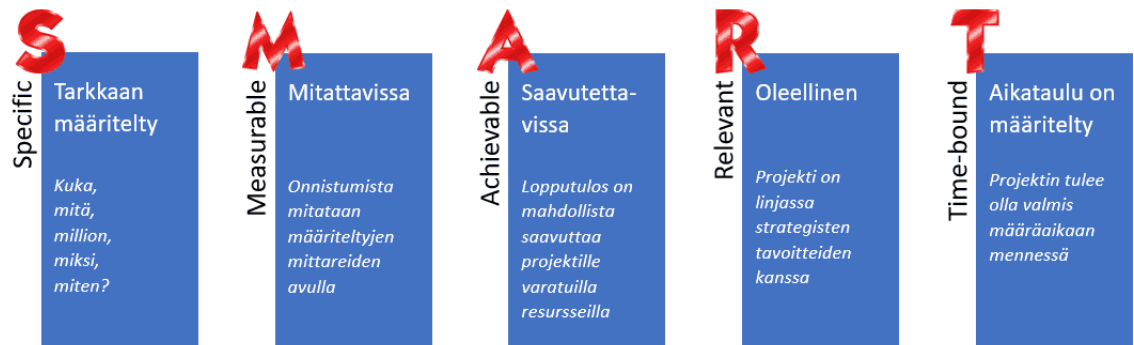 S
Specific
Tarkkaan
määritelty
Kuka,
mitä,
million,
miksi,
miten?
M
Measurable
Mitattavissa
Onnistumista
mitataan
määriteltyjen
mittareiden
avulla
A
Achievable
Saavutetta-
vissa
Lopputulos on
mahdollista
saavuttaa
projektille
varatuilla
resursseilla
R
Relevant
Oleellinen
Projekti on
linjassa
strategisten
tavoitteiden
kanssa
T
Time-bound
Aikataulu on
määritelty
Projektin tulee
olla valmis
määräaikaan
mennessä